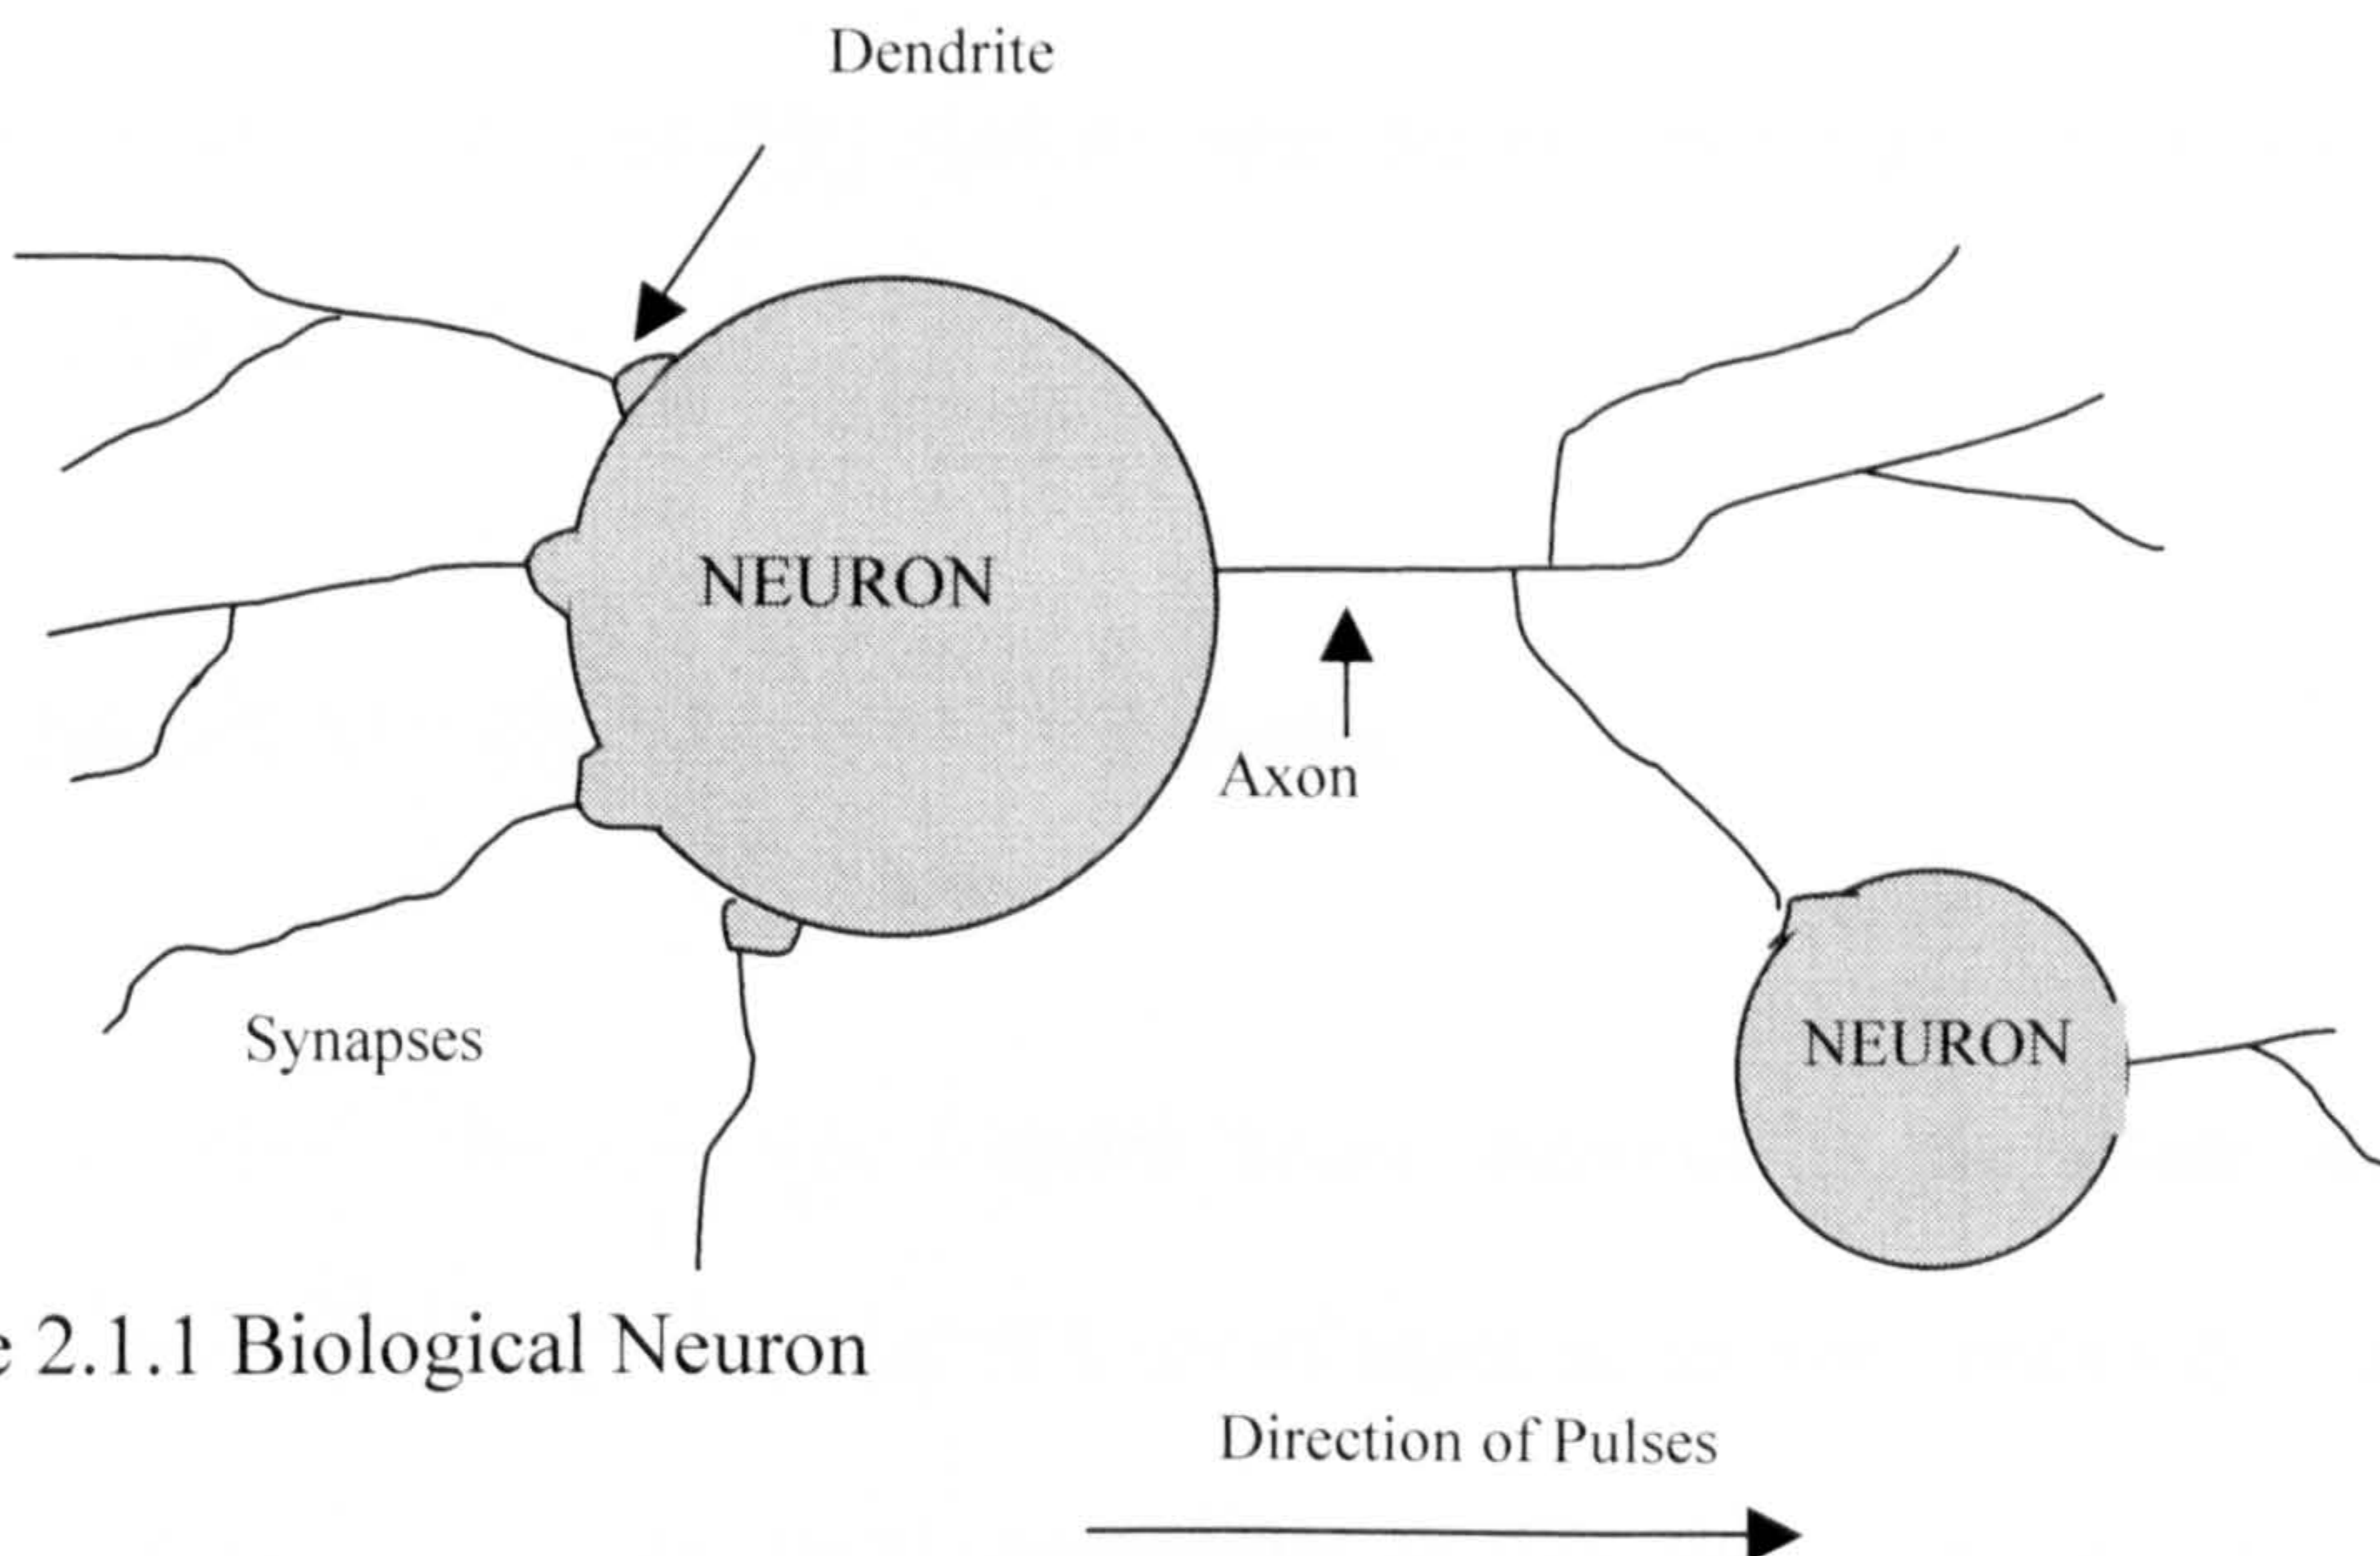 Dendrite
NEURON
Axon
NEURON
Synapses
e 2.1.1 Biological Neuron
Direction of Pulses